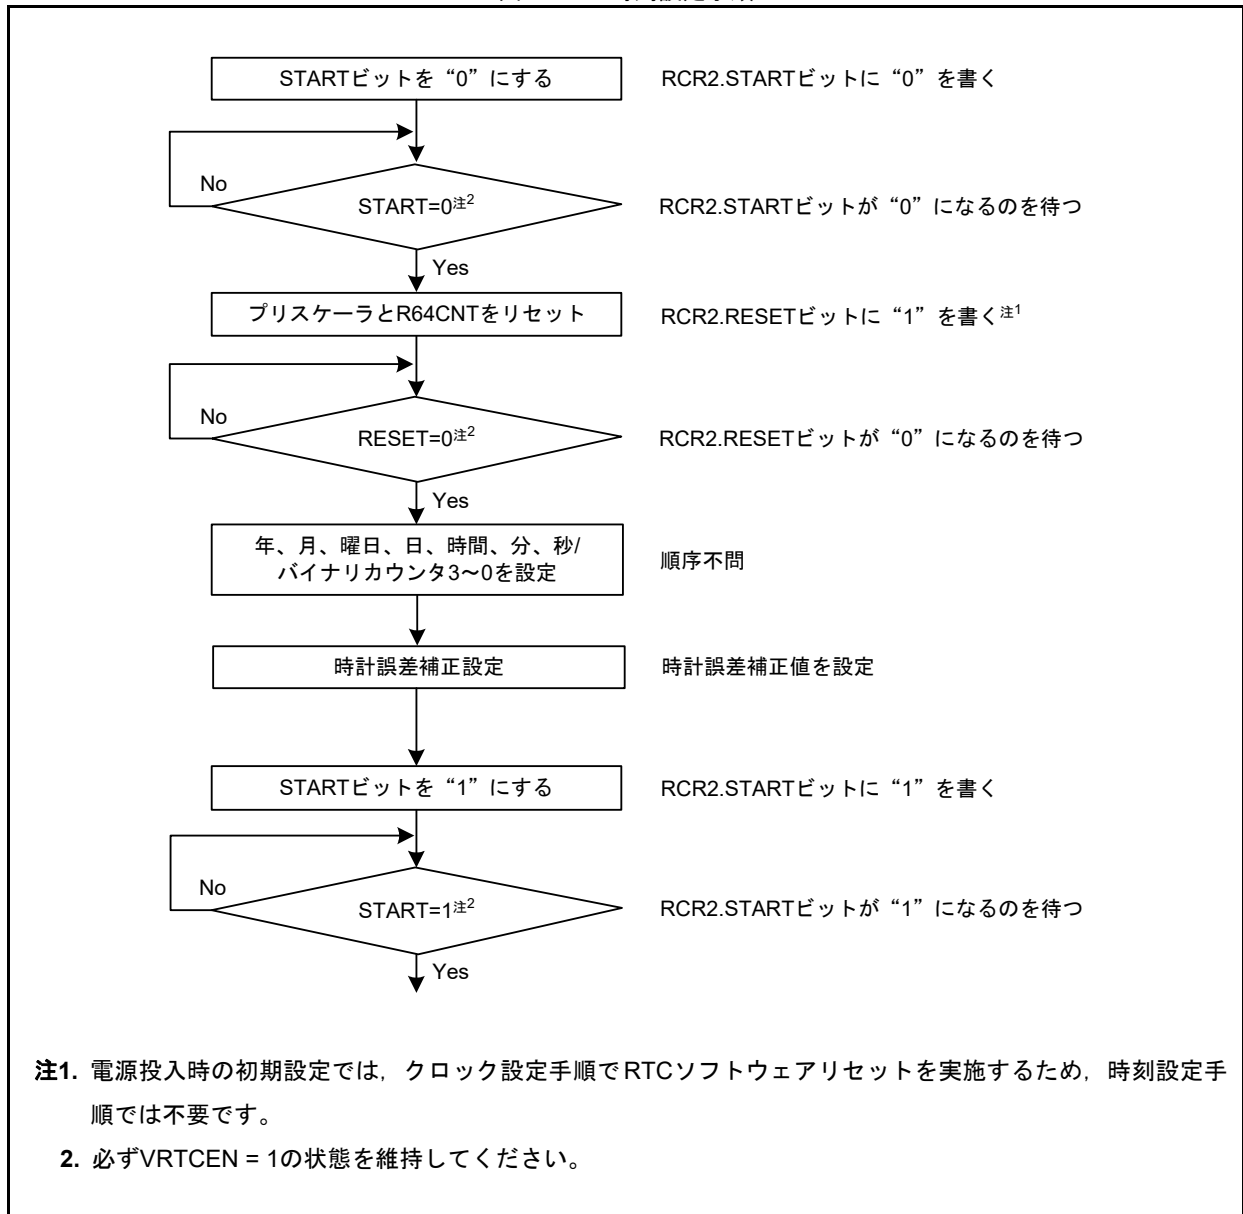 STARTビットを“0”にする RCR2.STARTビットに“0”を書く
No
START=0注2 RCR2.STARTビットが“0”になるのを待つ
Yes
プリスケーラとR64CNTをリセット RCR2.RESETビットに“1”を書く注1
No
RESET=0注2 RCR2.RESETビットが“0”になるのを待つ
Yes
年、月、曜日、日、時間、分、秒/
バイナリカウンタ3～0を設定
順序不問
時計誤差補正設定 時計誤差補正値を設定
STARTビットを“1”にする RCR2.STARTビットに“1”を書く
No
START=1注2 RCR2.STARTビットが“1”になるのを待つ
Yes
注1. 電源投入時の初期設定では，クロック設定手順でRTCソフトウェアリセットを実施するため，時刻設定手
順では不要です。
2. 必ずVRTCEN = 1の状態を維持してください。